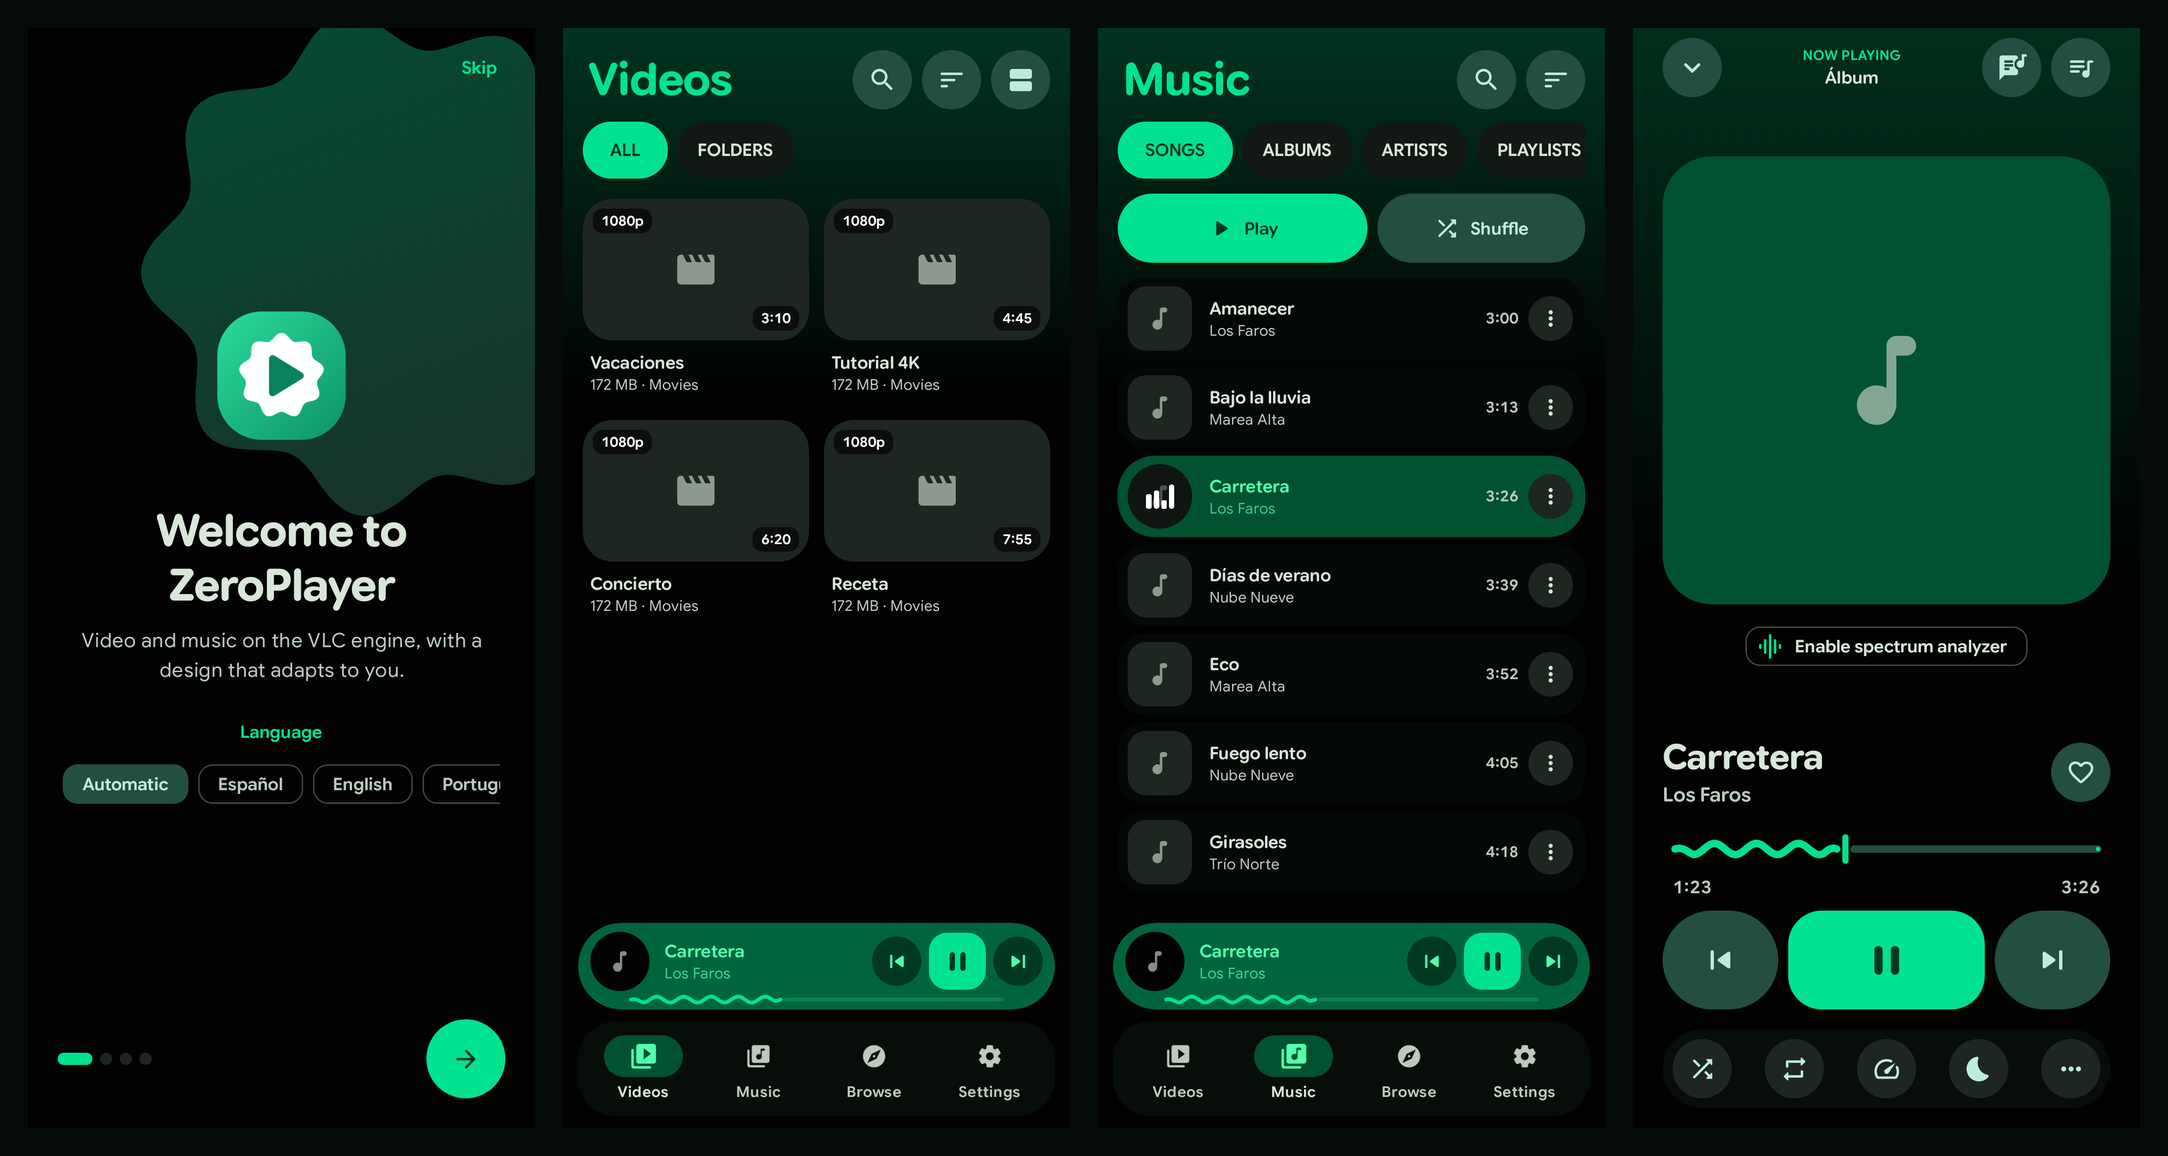 Skip
Welcome to
ZeroPlayer
Video and music on the VLC engine, with a
design that adapts to you.
Language
Automatic Español English Portugu
Videos
ALL FOLDERS
1080p
3:10
1080p
4:45
Vacaciones
172 MB · Movies
Tutorial 4K
172 MB · Movies
1080p
6:20
1080p
7:55
Concierto
172 MB · Movies
Receta
172 MB · Movies
Carretera
Los Faros
Videos Music Browse Settings
Music
SONGS ALBUMS ARTISTS PLAYLISTS
Play Shuffle
Amanecer
Los Faros
3:00
Bajo la lluvia
Marea Alta
3:13
Carretera
Los Faros
3:26
Días de verano
Nube Nueve
3:39
Eco
Marea Alta
3:52
Fuego lento
Nube Nueve
4:05
Girasoles
Trío Norte
4:18
Carretera
Los Faros
Videos Music Browse Settings
NOW PLAYING
Álbum
Enable spectrum analyzer
Carretera
Los Faros
1:23 3:26